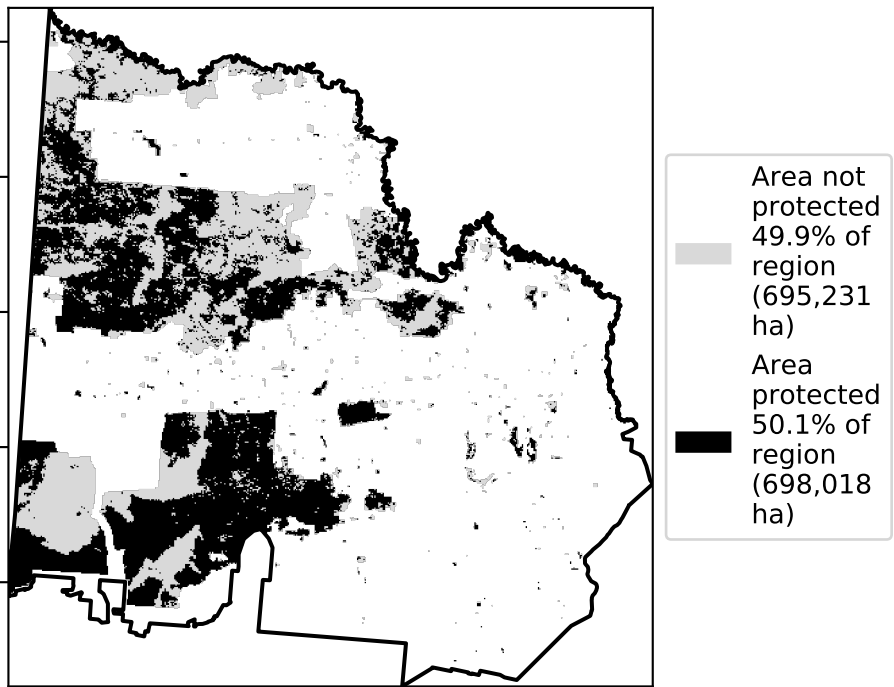 Area not
protected
49.9% of
region
(695,231
ha)
Area
protected
50.1% of
region
(698,018
ha)